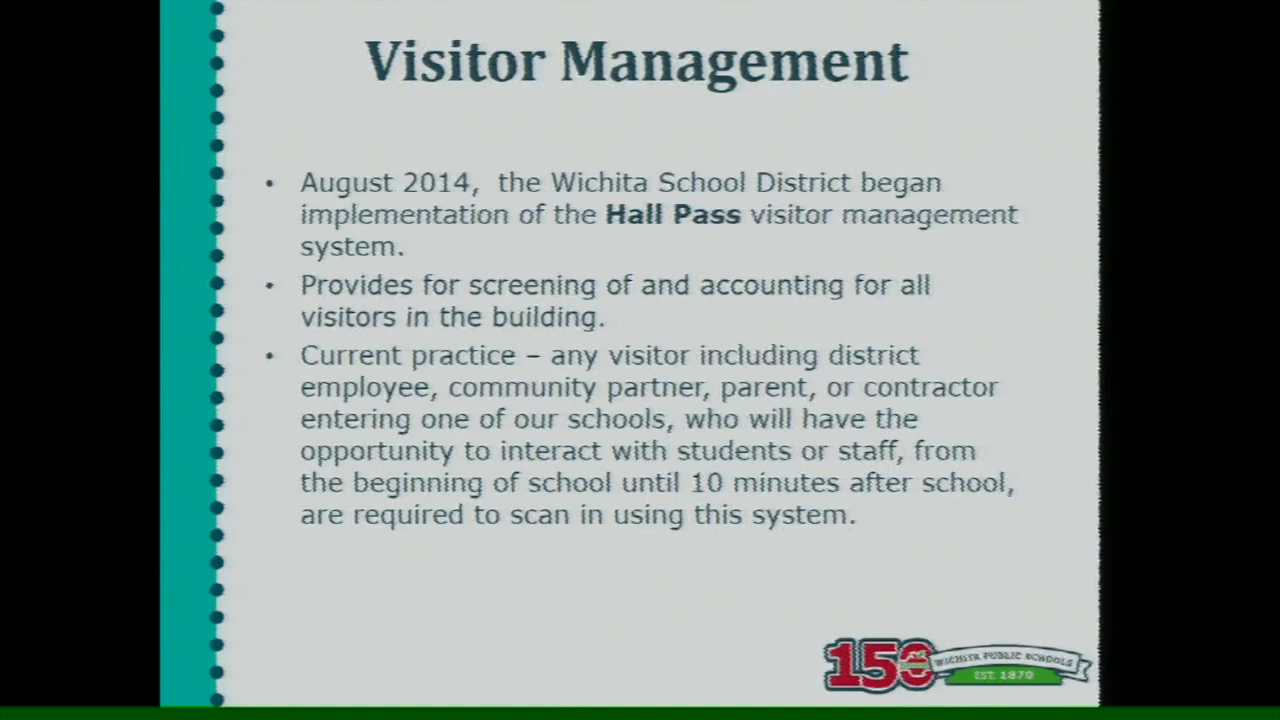 Visitor Management
• August 2014, the Wichita School District began
implementation of the Hall Pass visitor management
system.
• Provides for screening of and accounting for all
visitors in the building.
• Current practice – any visitor including district
employee, community partner, parent, or contractor
entering one of our schools, who will have the
opportunity to interact with students or staff, from
the beginning of school until 10 minutes after school,
are required to scan in using this system.
150
WICHITA PUBLIC SCHOOLS
EST. 1870